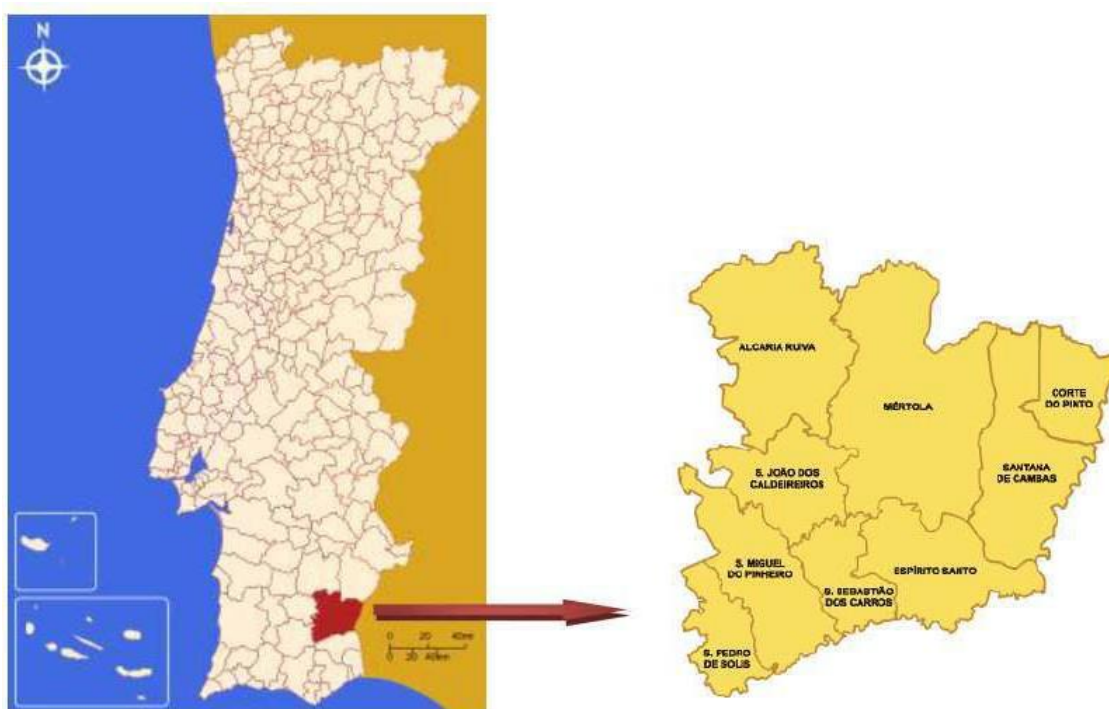 N
0 20 40km
0 20 40km
ALCARIA RUIVA
MÉRTOLA
CORTE
DO PINTO
S. JOÃO DOS
CALDEIREIROS
SANTANA
DE CAMBAS
S. MIGUEL
DO PINHEIRO
ESPÍRITO SANTO
S. SEBASTIÃO
DOS CARROS
S. PEDRO
DE SOLIS